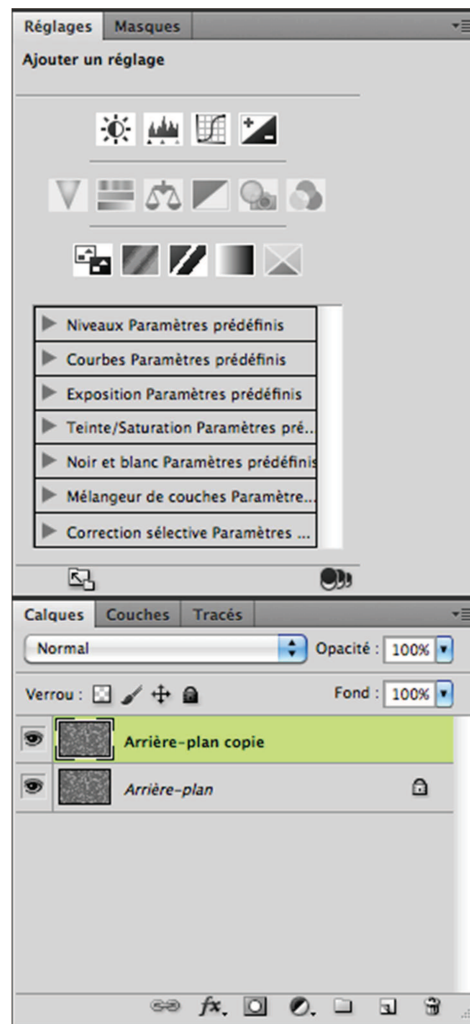 Réglages Masques
Ajouter un réglage
Niveaux Paramètres prédéfinis
Courbes Paramètres prédéfinis
Exposition Paramètres prédéfinis
Teinte/Saturation Paramètres pré...
Noir et blanc Paramètres prédéfinis
Mélangeur de couches Paramètre...
Correction sélective Paramètres ...
Calques Couches Tracés
Normal Opacité : 100%
Verrou : Fond : 100%
Arrière-plan copie
Arrière-plan
fx.